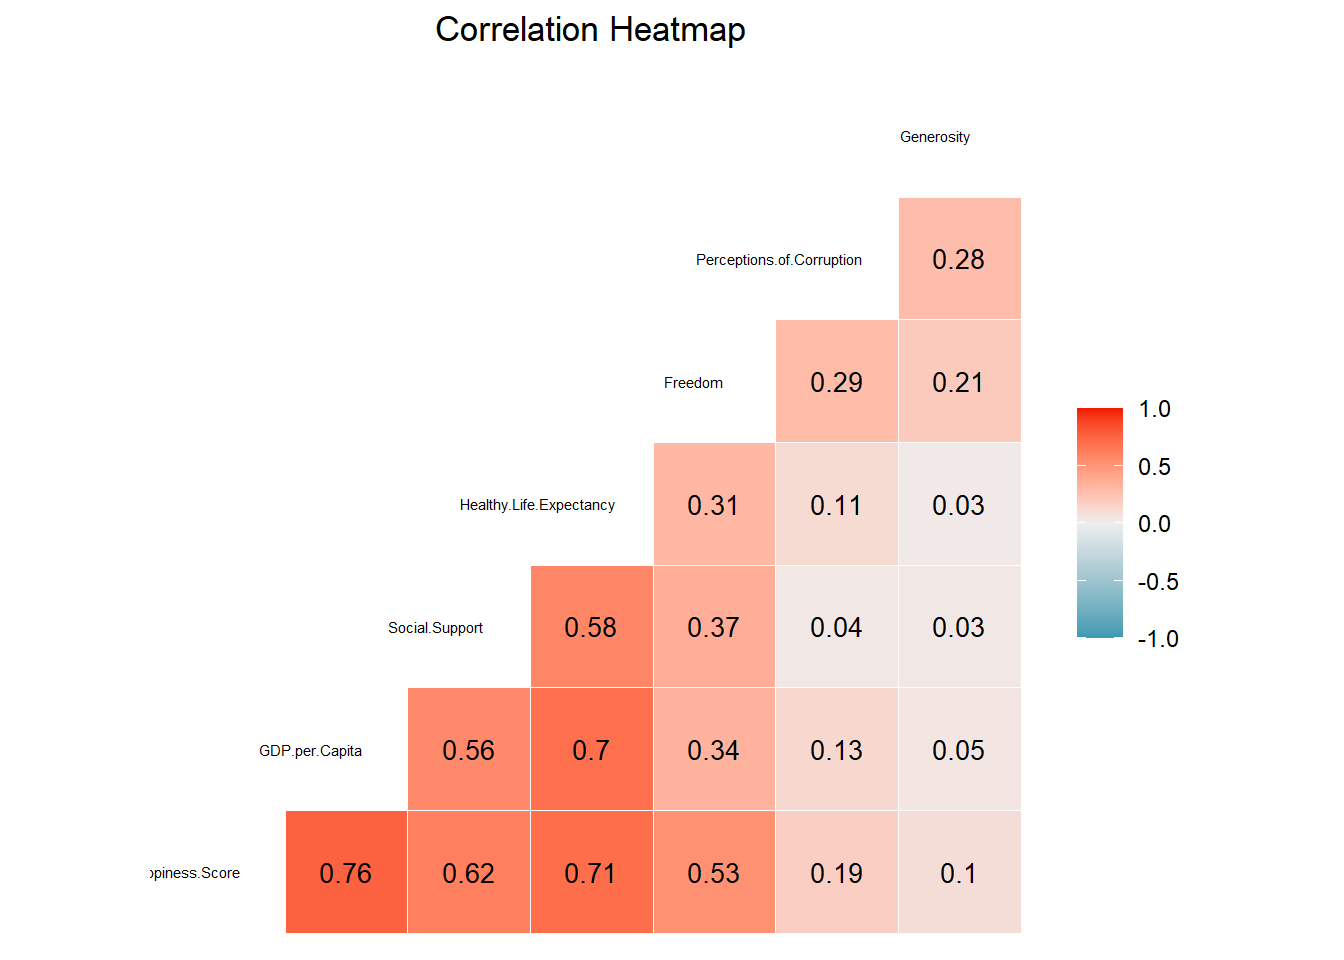 Correlation Heatmap
Generosity
Perceptions.of.Corruption 0.28
Freedom 0.29 0.21
Healthy.Life.Expectancy 0.31 0.11 0.03
Social.Support 0.58 0.37 0.04 0.03
GDP.per.Capita 0.56 0.7 0.34 0.13 0.05
opiness.Score 0.76 0.62 0.71 0.53 0.19 0.1
1.0
0.5
0.0
-0.5
-1.0